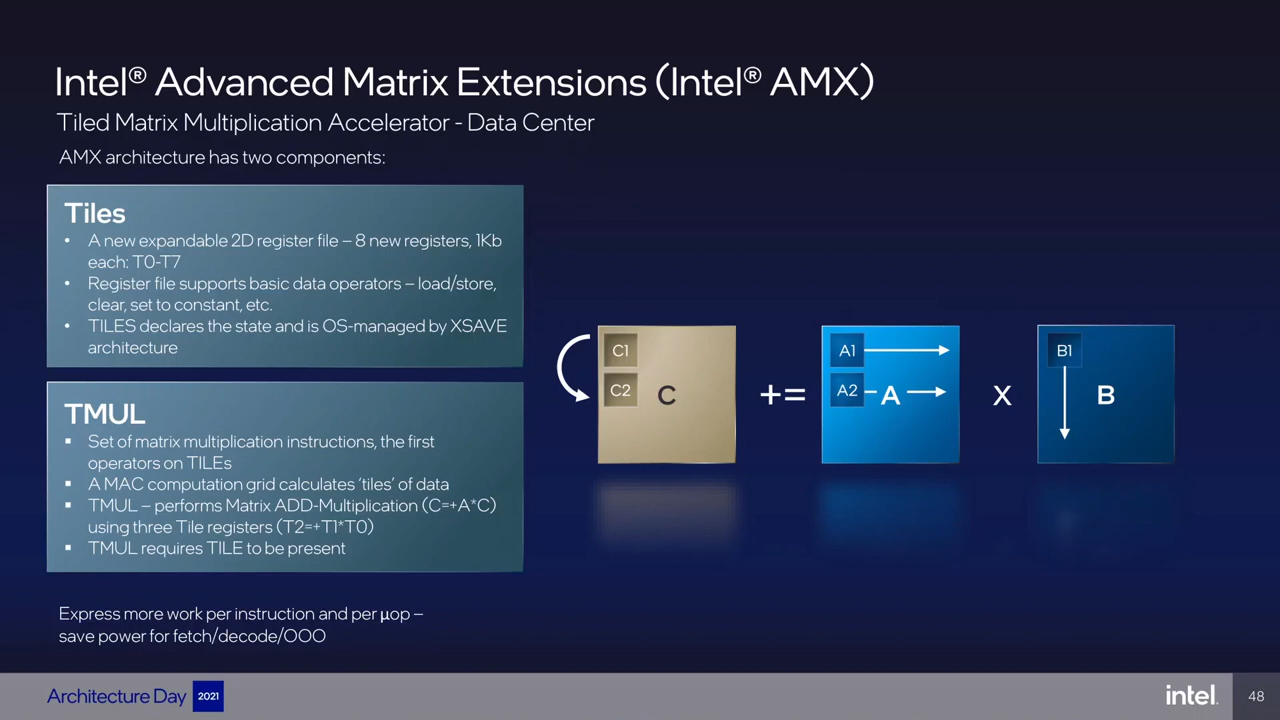 Intel® Advanced Matrix Extensions (Intel® AMX)
Tiled Matrix Multiplication Accelerator - Data Center
AMX architecture has two components:
Tiles
• A new expandable 2D register file – 8 new registers, 1Kb
each: T0-T7
• Register file supports basic data operators – load/store,
clear, set to constant, etc.
• TILES declares the state and is OS-managed by XSAVE
architecture
TMUL
▪ Set of matrix multiplication instructions, the first
operators on TILEs
▪ A MAC computation grid calculates ‘tiles’ of data
▪ TMUL – performs Matrix ADD-Multiplication (C=+A*C)
using three Tile registers (T2=+T1*T0)
▪ TMUL requires TILE to be present
Express more work per instruction and per µop –
save power for fetch/decode/OOO
C1
C2
C
+=
A1
A2
A
x
B1
B
Architecture Day 2021
intel.
48